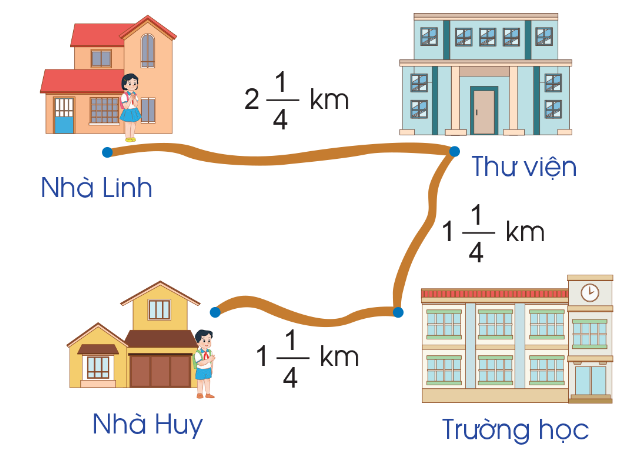 2 1/4 km
Nhà Linh
Thư viện
1 1/4 km
1 1/4 km
Nhà Huy
Trường học